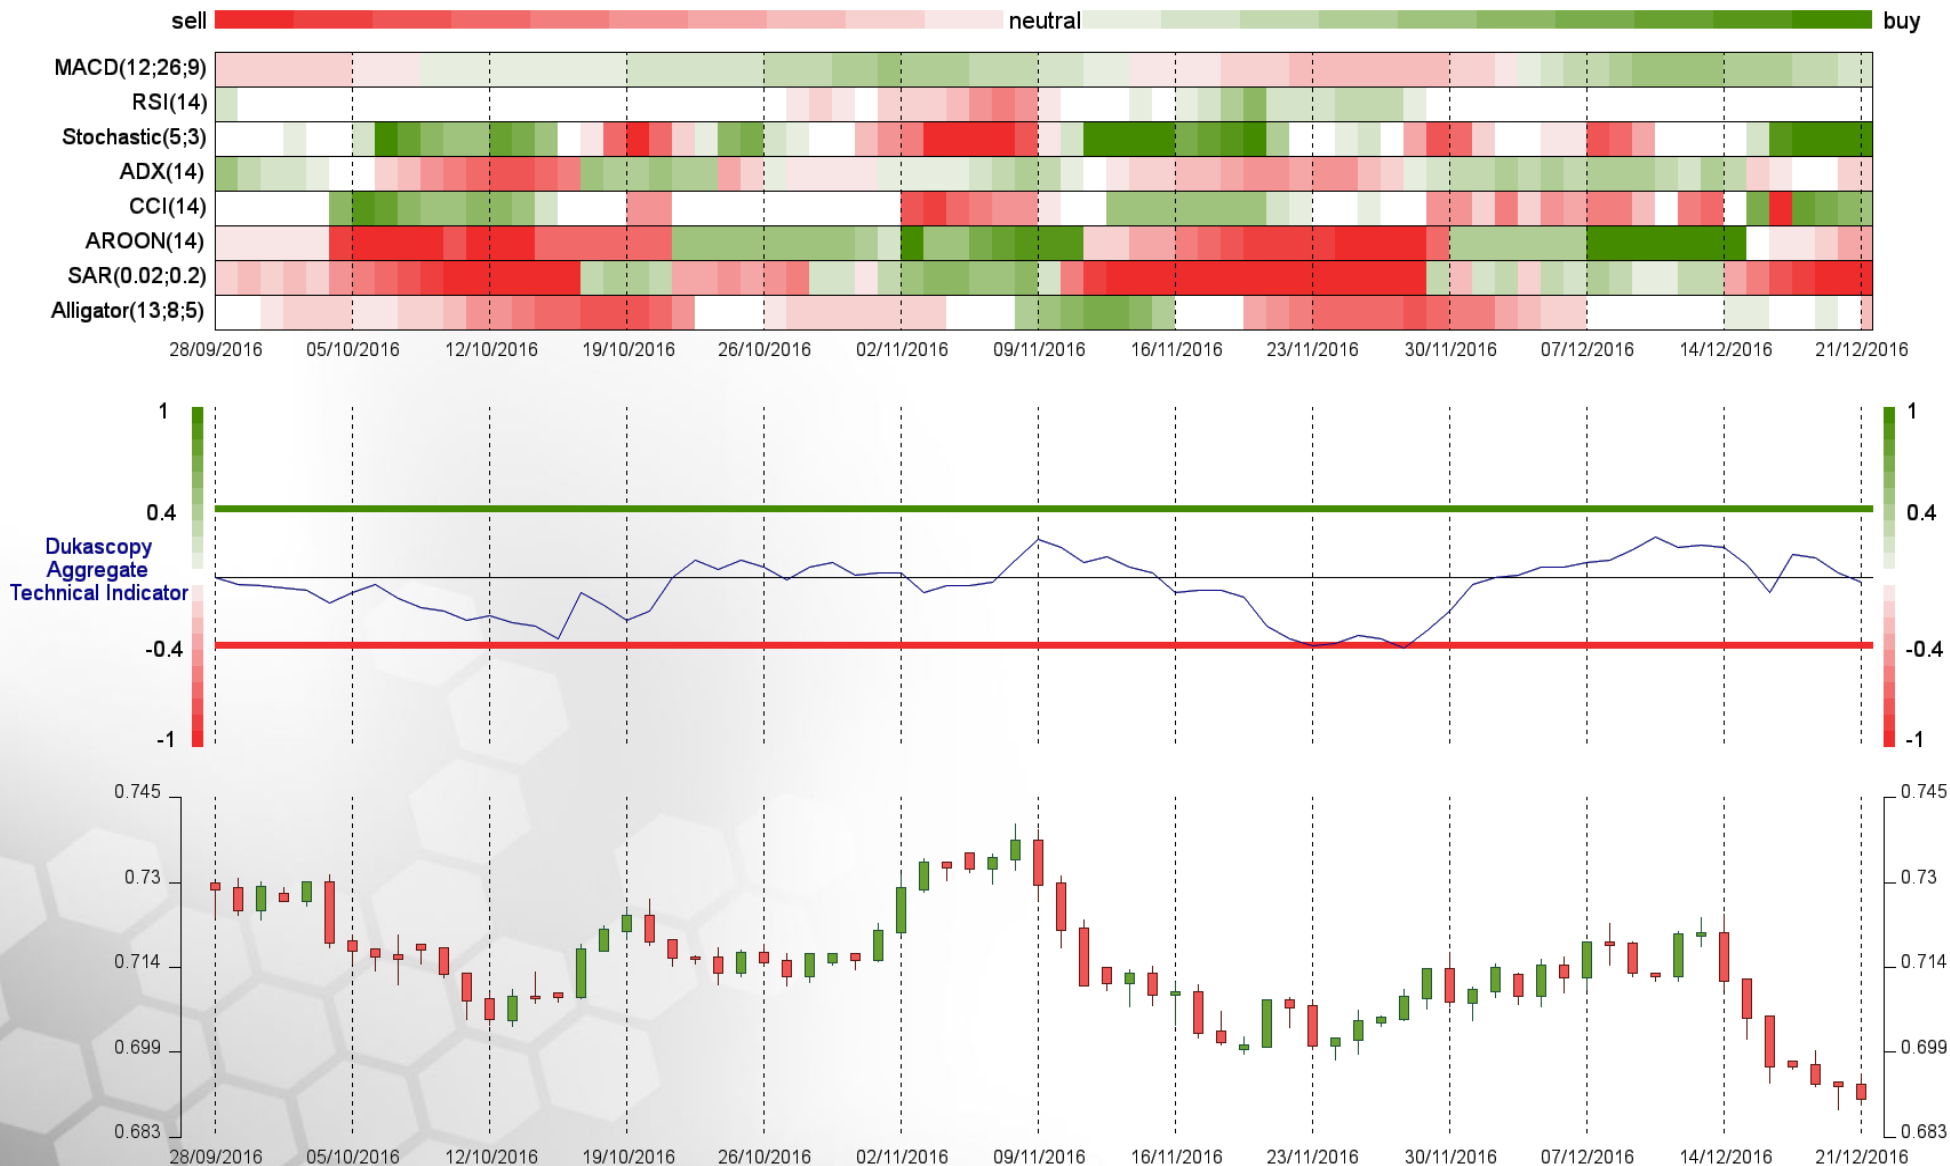 sell neutral buy
MACD(12;26;9)
RSI(14)
Stochastic(5;3)
ADX(14)
CCI(14)
AROON(14)
SAR(0.02;0.2)
Alligator(13;8;5)
28/09/2016 05/10/2016 12/10/2016 19/10/2016 26/10/2016 02/11/2016 09/11/2016 16/11/2016 23/11/2016 30/11/2016 07/12/2016 14/12/2016 21/12/2016
1 1
0.4 0.4
Dukascopy
Aggregate
Technical Indicator
-0.4 -0.4
-1 -1
0.745 0.745
0.73 0.73
0.714 0.714
0.699 0.699
0.683 0.683
28/09/2016 05/10/2016 12/10/2016 19/10/2016 26/10/2016 02/11/2016 09/11/2016 16/11/2016 23/11/2016 30/11/2016 07/12/2016 14/12/2016 21/12/2016